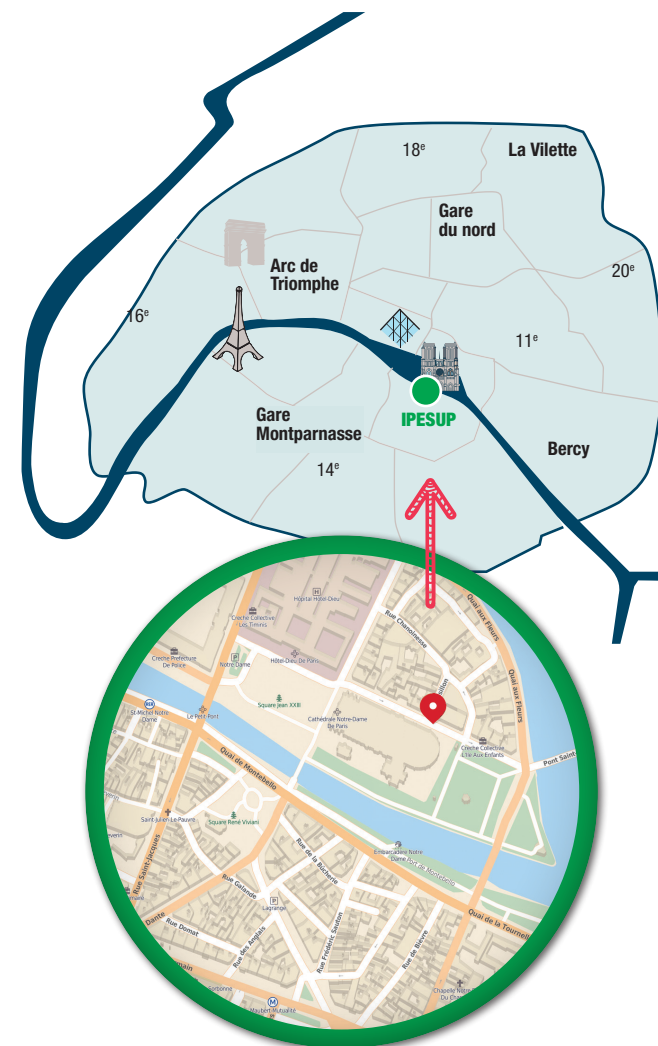 18e
La Vilette
Gare
du nord
20e
Arc de
Triomphe
16e
11e
IPESUP
Gare
Montparnasse
Bercy
14e
H
Hôpital Hôtel-Dieu
Creche Collective
Les Timinis
Rue Chanoinesse
Quai aux Fleurs
Creche Prefecture
De Police
P
Notre-Dame
Hôtel-Dieu De Paris
Quai aux Fleurs
RER
St-Michel Notre
Dame
Le Petit-Pont
Square Jean XXIII
Cathédrale Notre-Dame
De Paris
Creche Collective
L'ile Aux Enfants
Pont Saint
Quai de Montebello
Saint-Julien-Le-Pauvre
Square René Viviani
Embarcadère Notre
Dame
Port de Montebello
Rue Saint-Jacques
Rue de la Bûcherie
Rue Galande
P
Lagrange
Quai de la Tournell
Dante
Rue Domat
Rue des Anglais
Rue Frédéric Sauton
Rue de Bièvre
Sorbonne
M
Maubert-Mutualité
Chapelle Notre